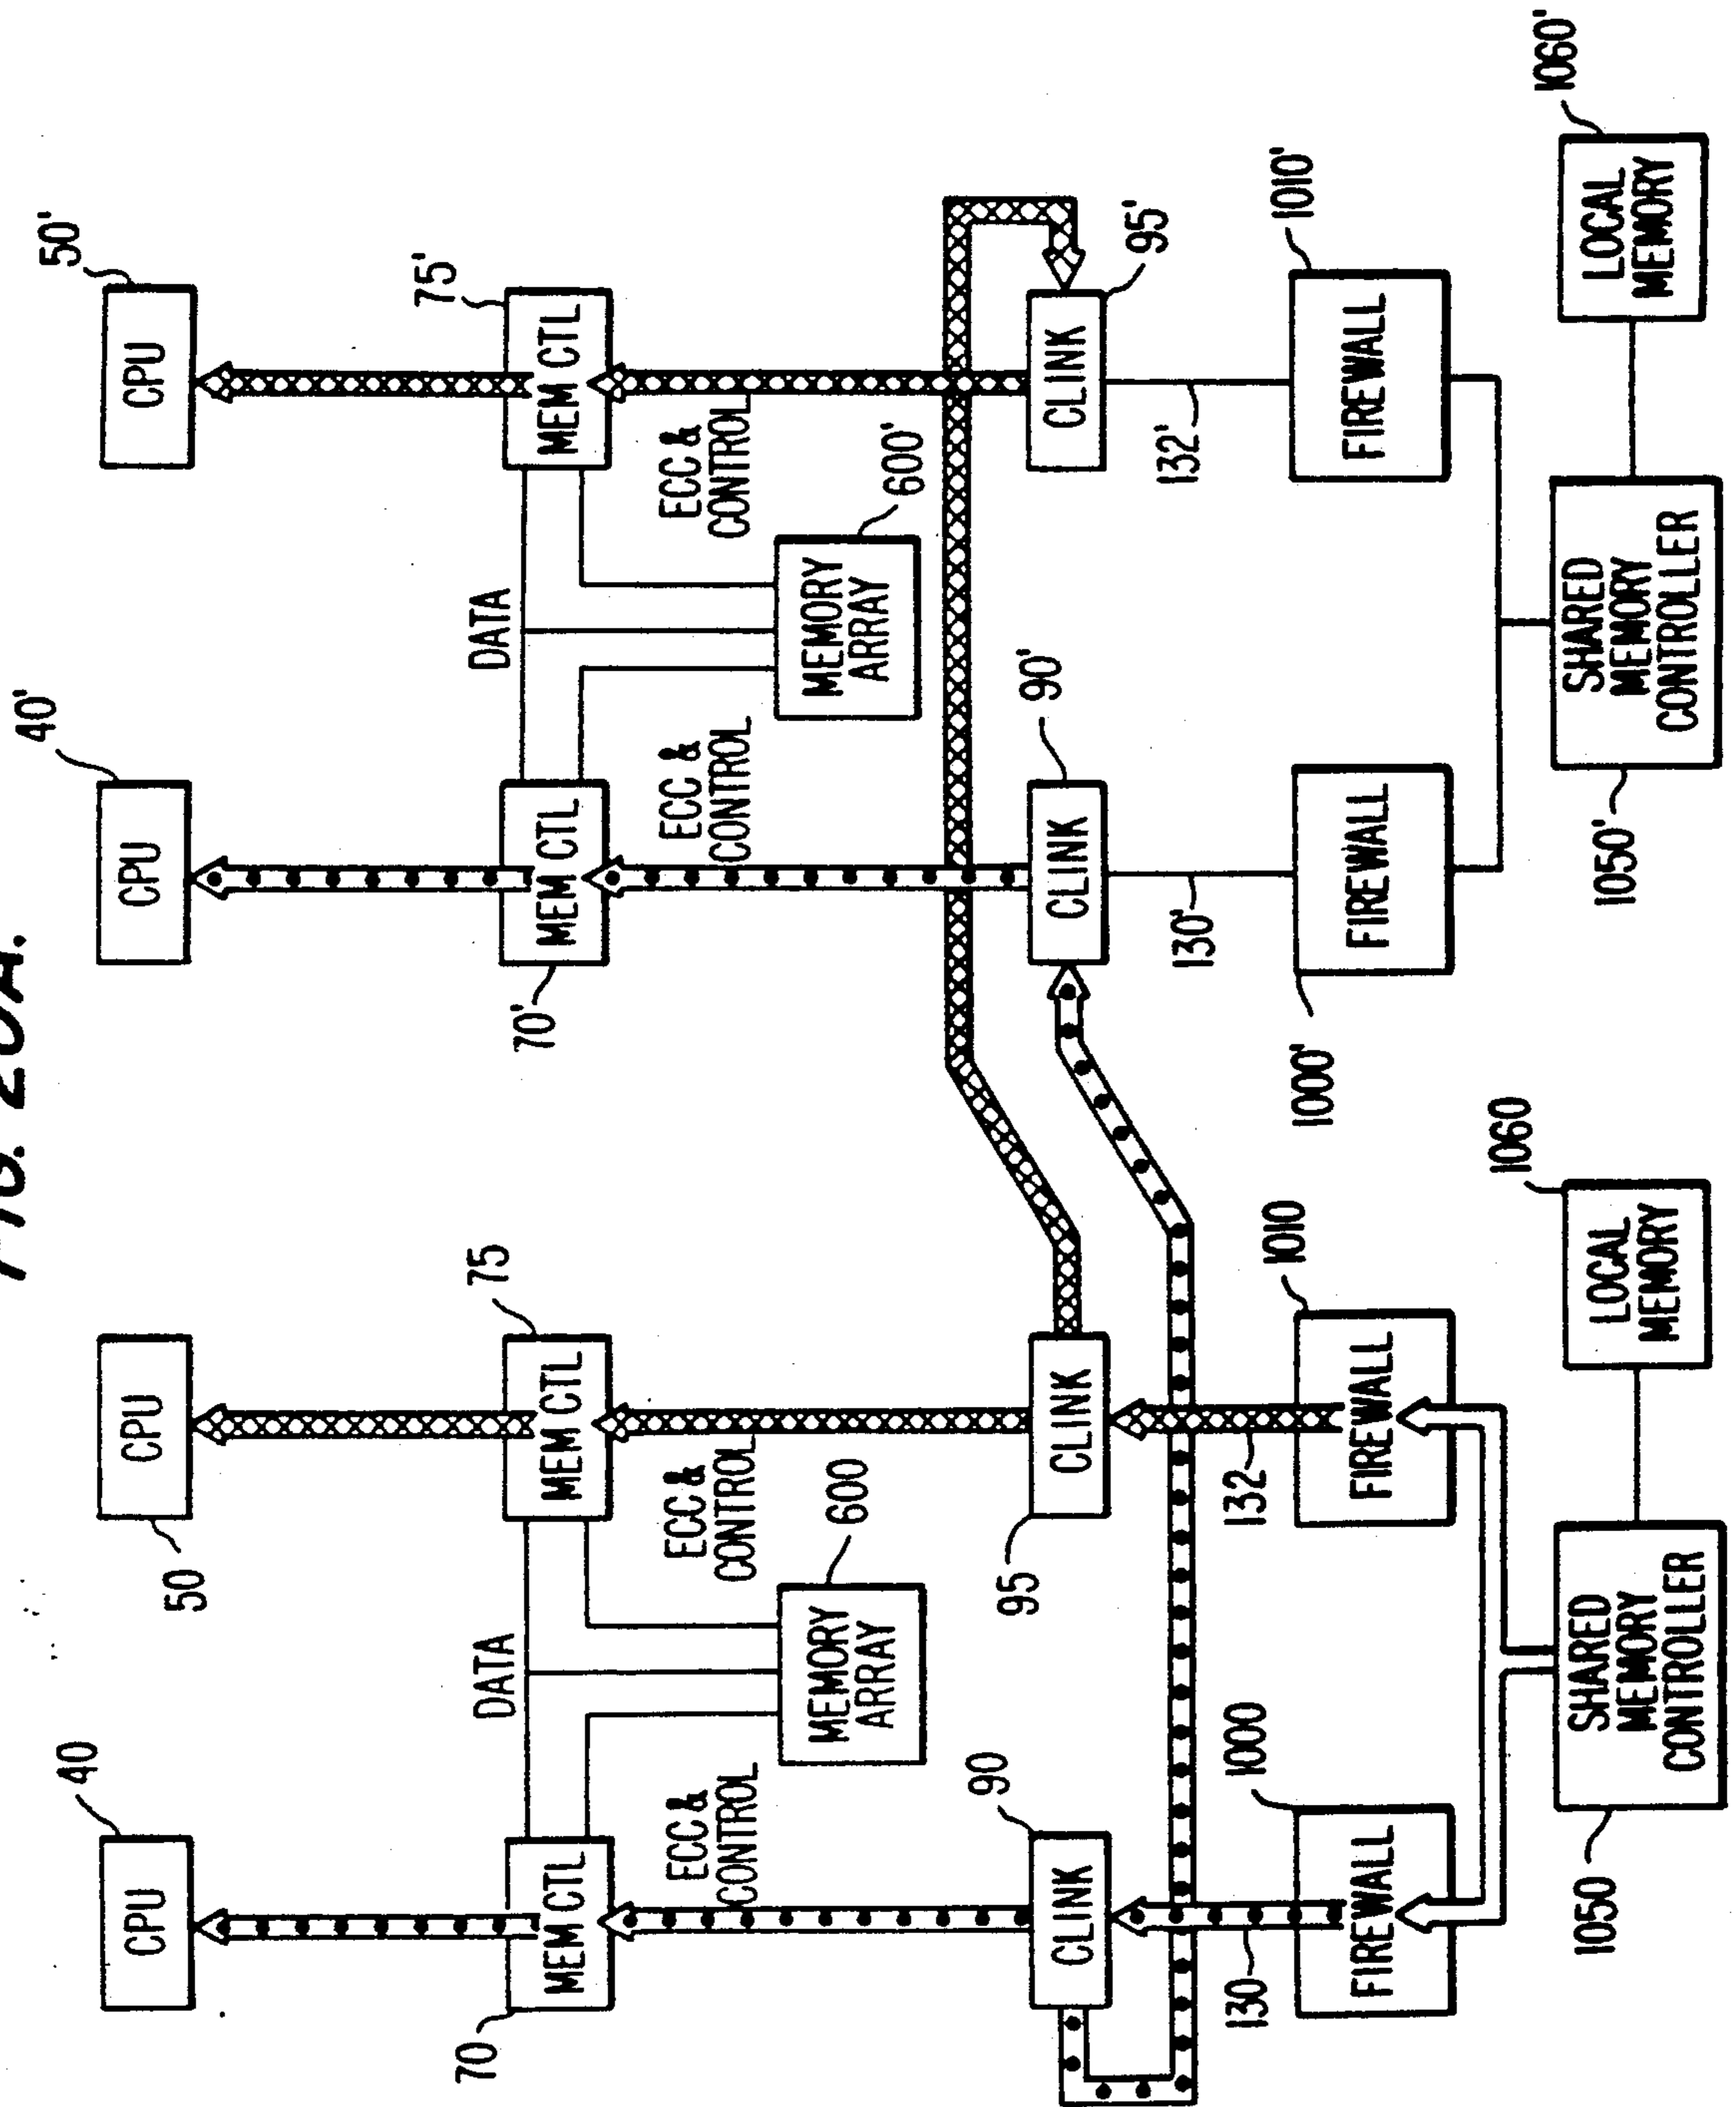 FIG. 20A.
40
CPU
50
CPU
40'
CPU
50'
CPU
70
MEM CTL
DATA
75
MEM CTL
70'
MEM CTL
DATA
75'
MEM CTL
ECC &
CONTROL
ECC &
CONTROL
ECC &
CONTROL
ECC &
CONTROL
MEMORY
ARRAY
600
MEMORY
ARRAY
600'
90
CLINK
95
CLINK
90'
CLINK
95'
CLINK
130
132
130'
132'
1000
FIREWALL
1010
FIREWALL
1000'
FIREWALL
1010'
FIREWALL
1050
SHARED
MEMORY
CONTROLLER
1060
LOCAL
MEMORY
1050'
SHARED
MEMORY
CONTROLLER
1060'
LOCAL
MEMORY